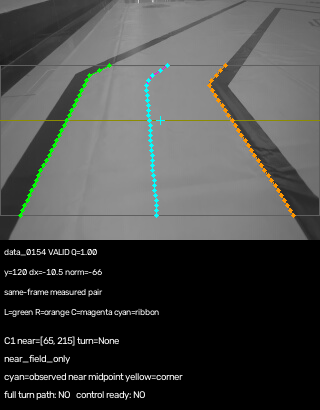 data_0154 VALID Q=1.00
y=120 dx=-10.5 norm=-66
same-frame measured pair
L=green R=orange C=magenta cyan=ribbon
C1 near=[65, 215] turn=None
near_field_only
cyan=observed near midpoint yellow=corner
full turn path: NO control ready: NO